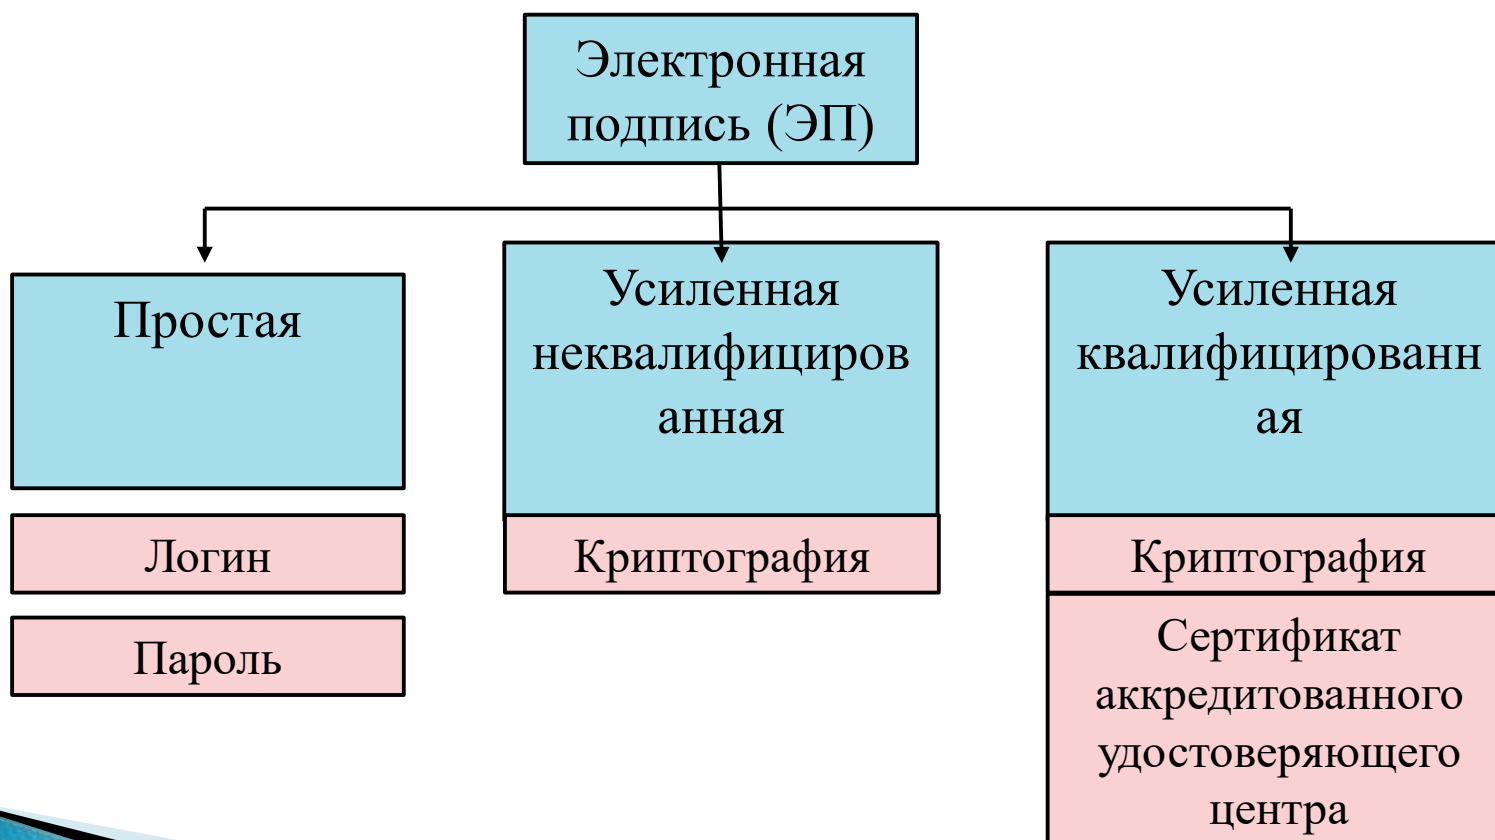 Электронная
подпись (ЭП)
Простая
Усиленная
неквалифициров
анная
Усиленная
квалифицированн
ая
Логин
Пароль
Криптография
Криптография
Сертификат
аккредитованного
удостоверяющего
центра